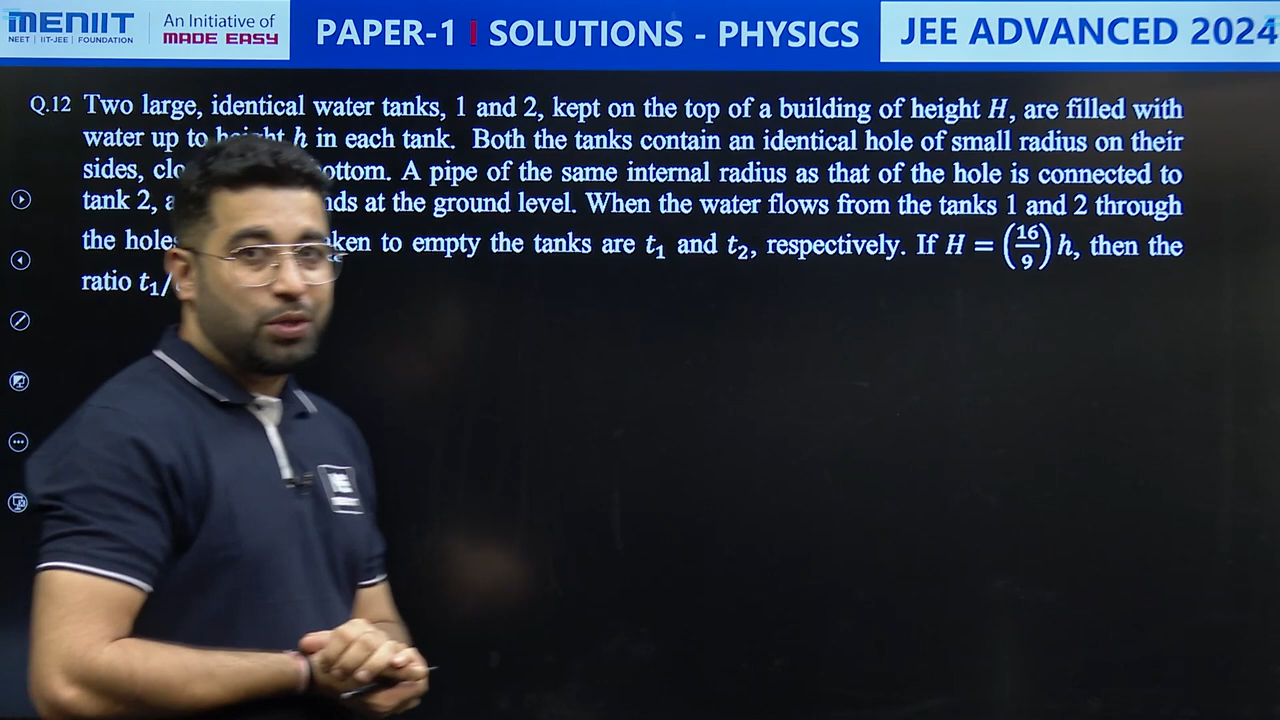 MENIIT
NEET | IIT-JEE | FOUNDATION
An Initiative of
MADE EASY
PAPER-1 | SOLUTIONS - PHYSICS
JEE ADVANCED 2024
Q.12 Two large, identical water tanks, 1 and 2, kept on the top of a building of height H, are filled with
water up to height h in each tank. Both the tanks contain an identical hole of small radius on their
sides, ottom. A pipe of the same internal radius as that of the hole is connected to
tank 2, nds at the ground level. When the water flows from the tanks 1 and 2 through
the holes aken to empty the tanks are t₁ and t₂, respectively. If H = (16/9) h, then the
ratio t₁/